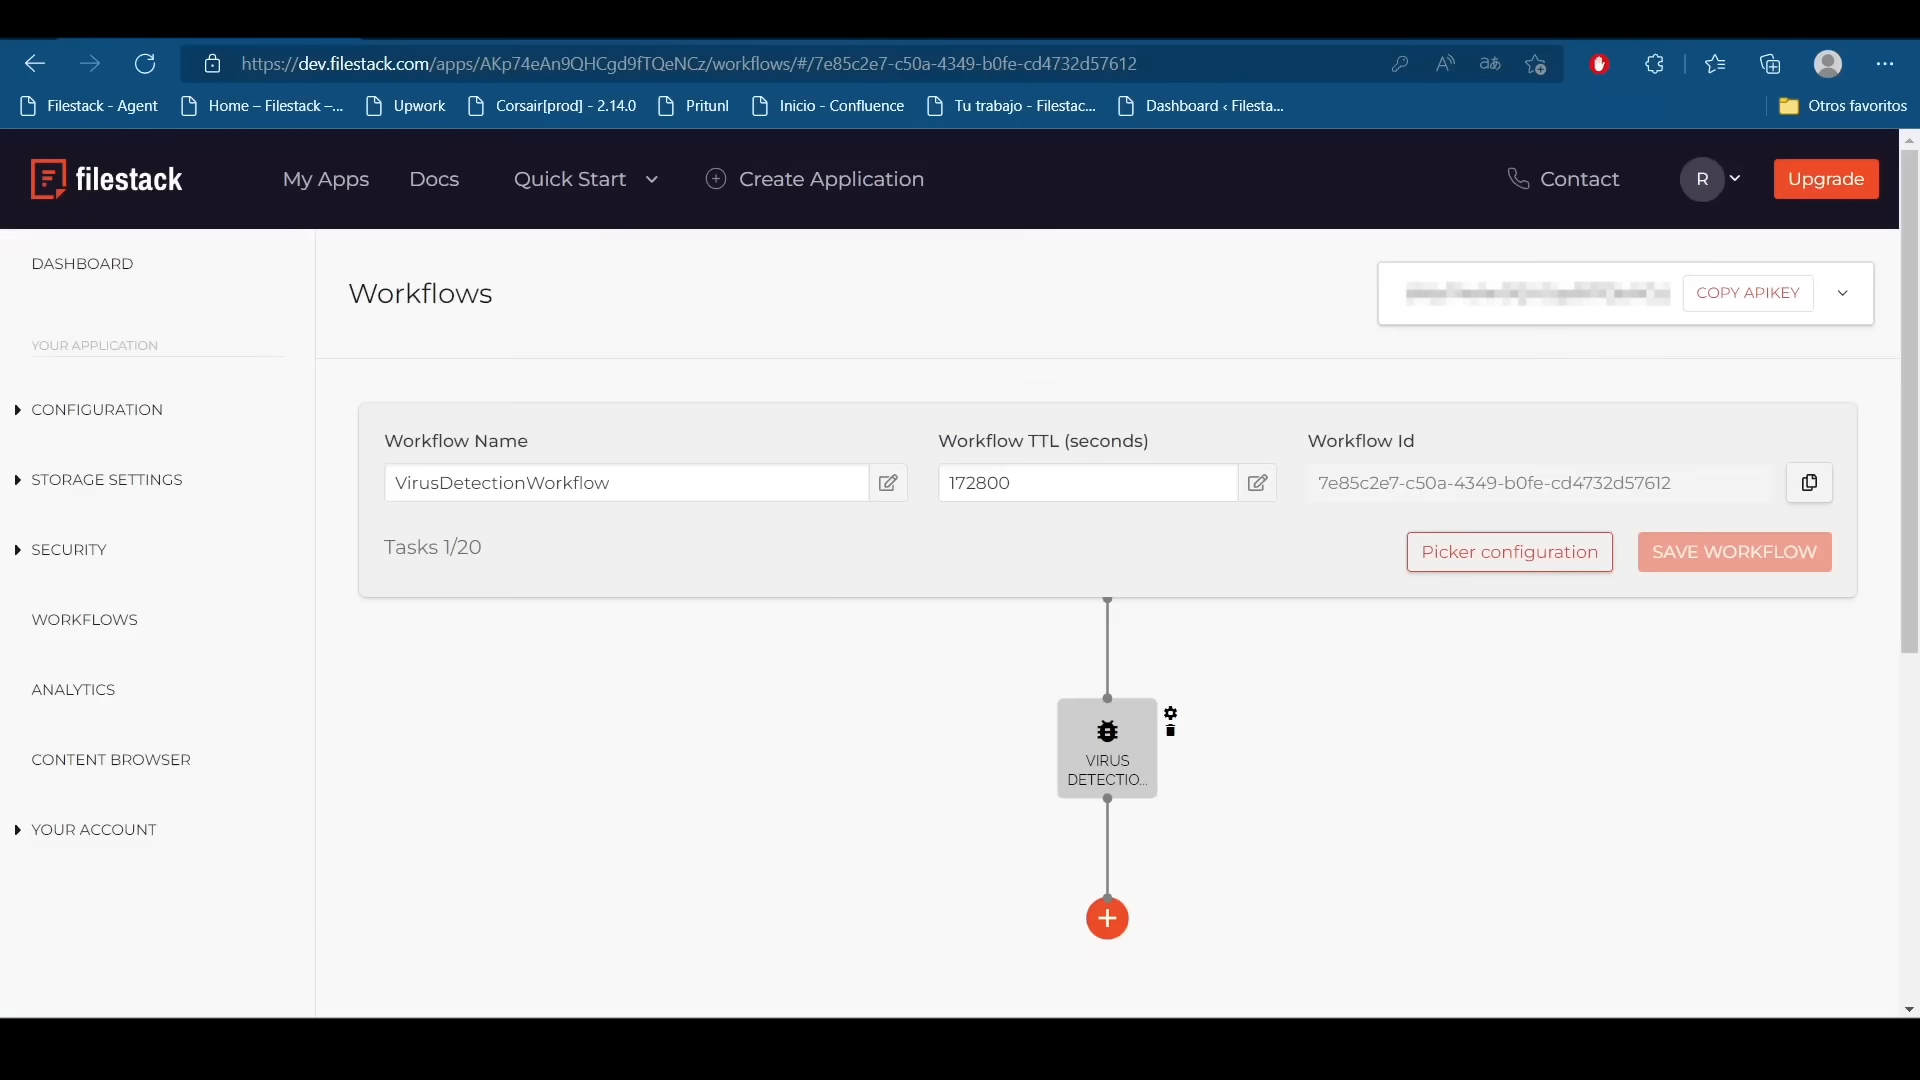 https://dev.filestack.com/apps/AKp74eAn9QHCgd9fTQeNCz/workflows/#/7e85c2e7-c50a-4349-b0fe-cd4732d57612
Filestack - Agent
Home – Filestack –...
Upwork
Corsair[prod] - 2.14.0
Pritunl
Inicio - Confluence
Tu trabajo - Filestac...
Dashboard ‹ Filesta...
Otros favoritos
filestack
My Apps
Docs
Quick Start
Create Application
Contact
R
Upgrade
DASHBOARD
YOUR APPLICATION
CONFIGURATION
STORAGE SETTINGS
SECURITY
WORKFLOWS
ANALYTICS
CONTENT BROWSER
YOUR ACCOUNT
Workflows
COPY APIKEY
Workflow Name
VirusDetectionWorkflow
Workflow TTL (seconds)
172800
Workflow Id
7e85c2e7-c50a-4349-b0fe-cd4732d57612
Tasks 1/20
Picker configuration
SAVE WORKFLOW
VIRUS
DETECTIO...